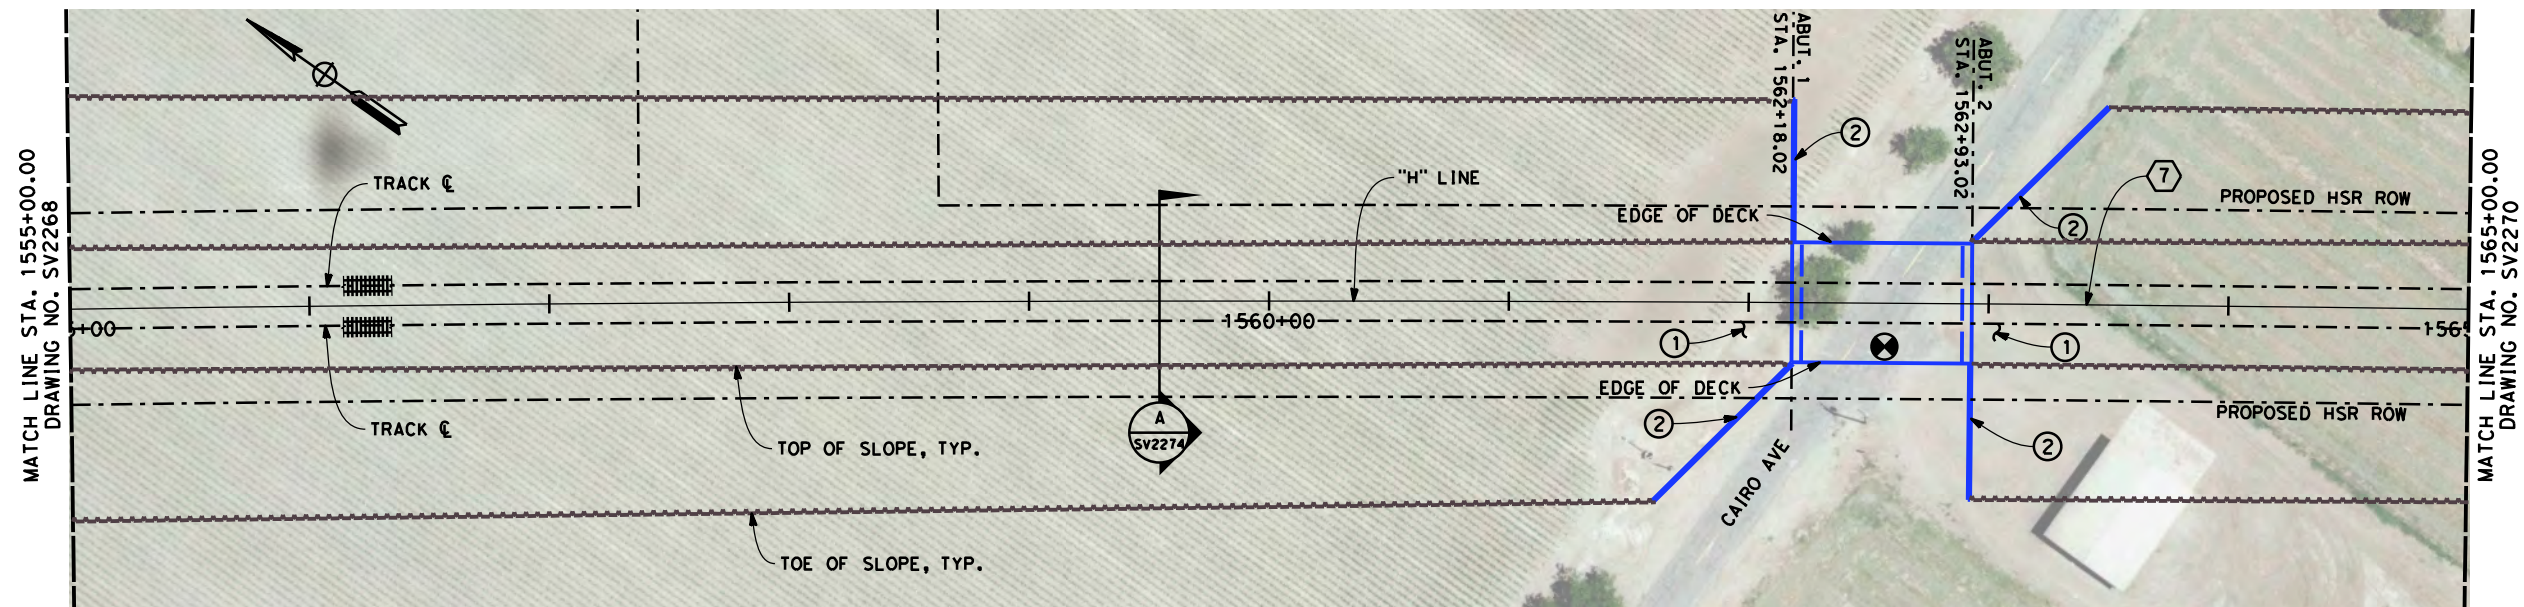 MATCH LINE STA. 1555+00.00
DRAWING NO. SV2268
ABUT. 1
STA. 1562+18.02
ABUT. 2
STA. 1562+93.02
2
TRACK ℄
"H" LINE
7
PROPOSED HSR ROW
EDGE OF DECK
2
+00
1560+00
156
1
1
A
SV2274
EDGE OF DECK
2
PROPOSED HSR ROW
TRACK ℄
TOP OF SLOPE, TYP.
2
CAIRO AVE
TOE OF SLOPE, TYP.
MATCH LINE STA. 1565+00.00
DRAWING NO. SV2270